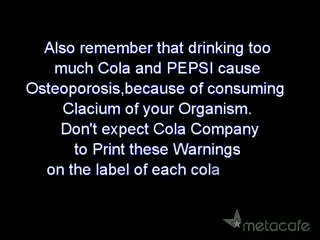 Also remember that drinking too
much Cola and PEPSI cause
Osteoporosis,because of consuming
Clacium of your Organism.
Don't expect Cola Company
to Print these Warnings
on the label of each cola
metacafe